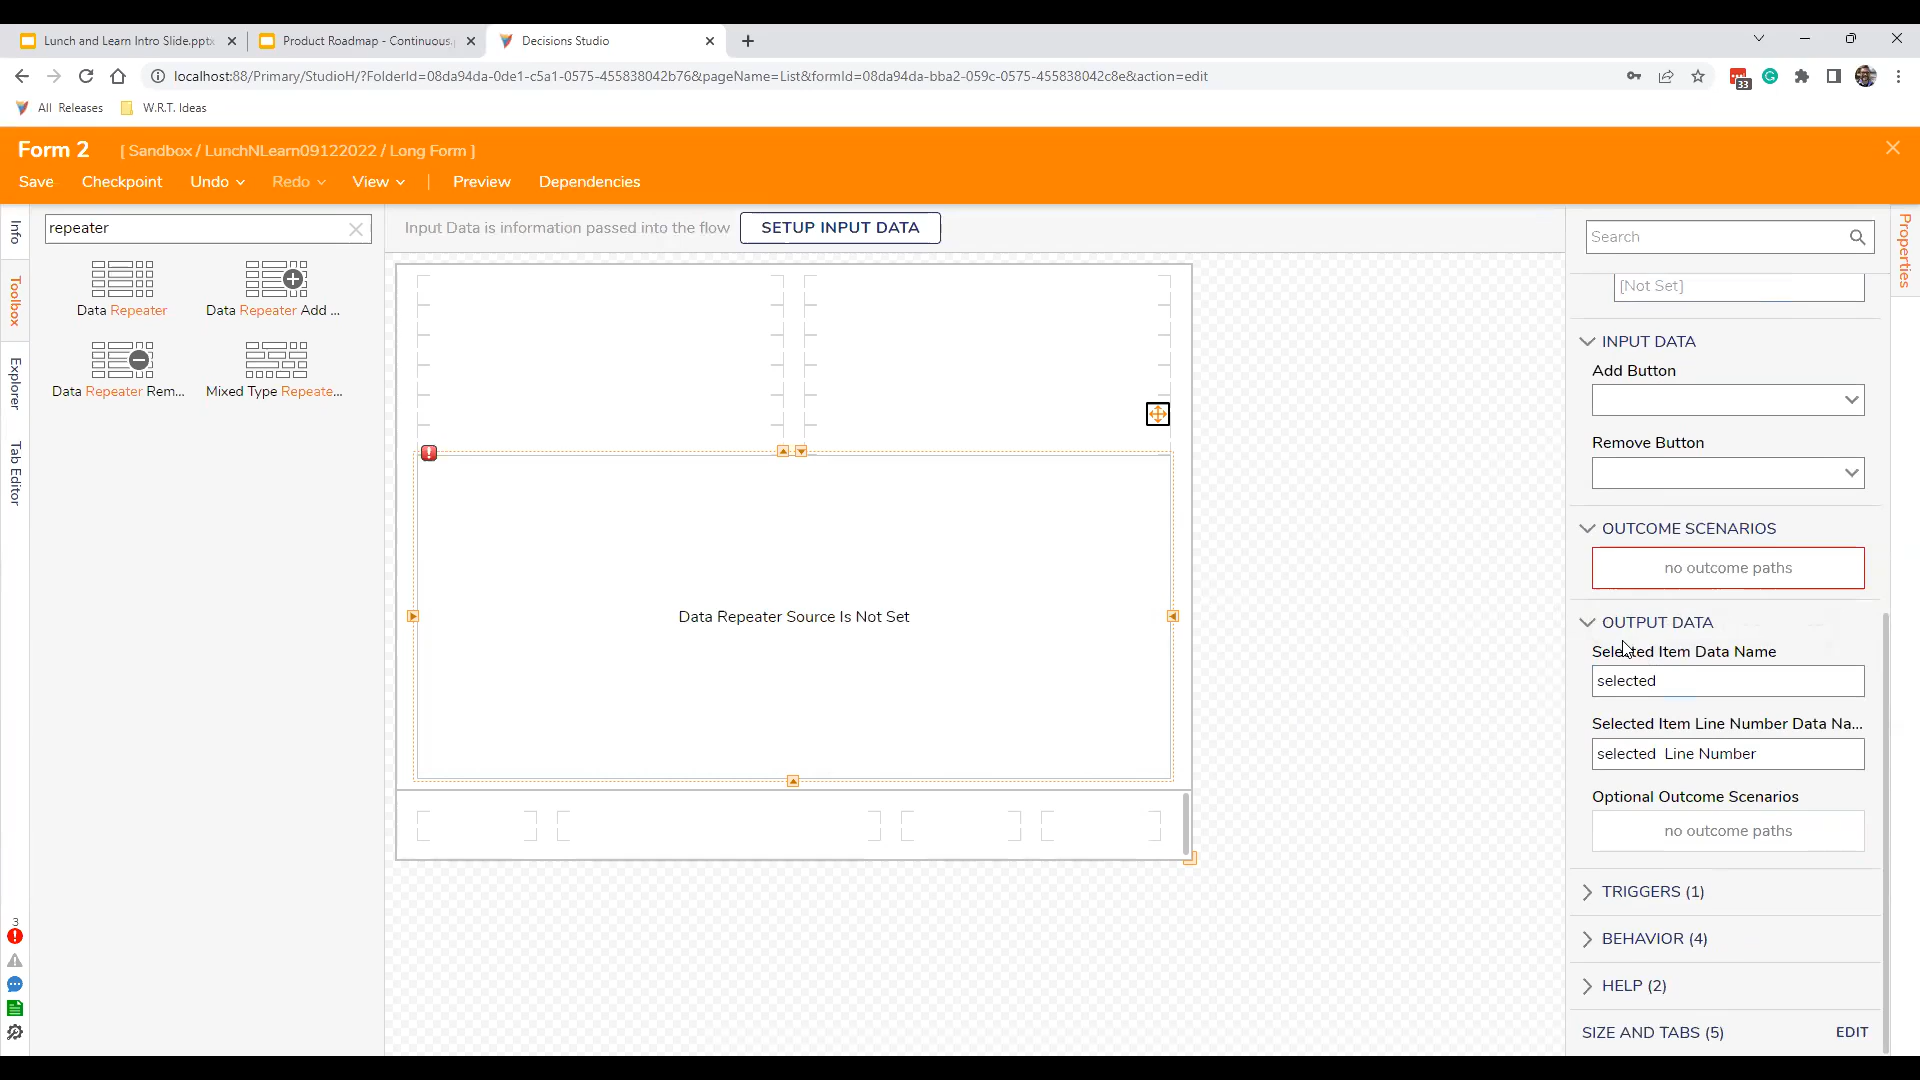 Lunch and Learn Intro Slide.pptx
Product Roadmap - Continuous
Decisions Studio
localhost:88/Primary/StudioH/?FolderId=08da94da-0de1-c5a1-0575-455838042b76&pageName=List&formId=08da94da-bba2-059c-0575-455838042c8e&action=edit
33
All Releases
W.R.T. Ideas
Form 2
[ Sandbox / LunchNLearn09122022 / Long Form ]
Save
Checkpoint
Undo
Redo
View
Preview
Dependencies
Info
Toolbox
Explorer
Tab Editor
repeater
Data Repeater
Data Repeater Add ...
Data Repeater Rem...
Mixed Type Repeate...
3
Input Data is information passed into the flow
SETUP INPUT DATA
Data Repeater Source Is Not Set
Properties
Search
[Not Set]
INPUT DATA
Add Button
Remove Button
OUTCOME SCENARIOS
no outcome paths
OUTPUT DATA
Selected Item Data Name
selected
Selected Item Line Number Data Na...
selected Line Number
Optional Outcome Scenarios
no outcome paths
TRIGGERS (1)
BEHAVIOR (4)
HELP (2)
SIZE AND TABS (5)
EDIT